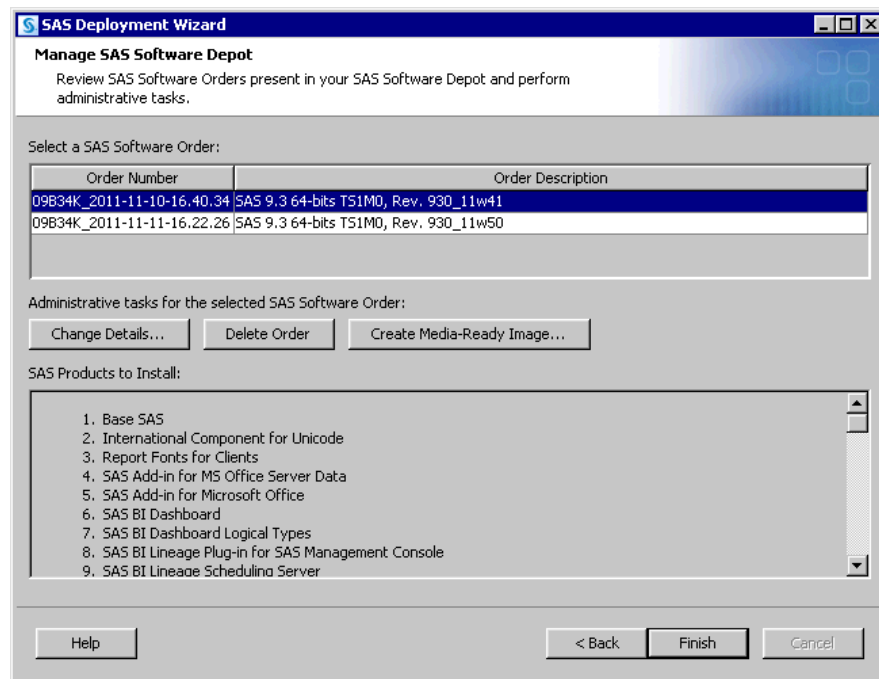 SAS Deployment Wizard
Manage SAS Software Depot
Review SAS Software Orders present in your SAS Software Depot and perform
administrative tasks.
Select a SAS Software Order:
Order Number Order Description
09B34K_2011-11-10-16.40.34 SAS 9.3 64-bits TS1M0, Rev. 930_11w41
09B34K_2011-11-11-16.22.26 SAS 9.3 64-bits TS1M0, Rev. 930_11w50
Administrative tasks for the selected SAS Software Order:
Change Details... Delete Order Create Media-Ready Image...
SAS Products to Install:
1. Base SAS
2. International Component for Unicode
3. Report Fonts for Clients
4. SAS Add-in for MS Office Server Data
5. SAS Add-in for Microsoft Office
6. SAS BI Dashboard
7. SAS BI Dashboard Logical Types
8. SAS BI Lineage Plug-in for SAS Management Console
9. SAS BI Lineage Scheduling Server
Help < Back Finish Cancel